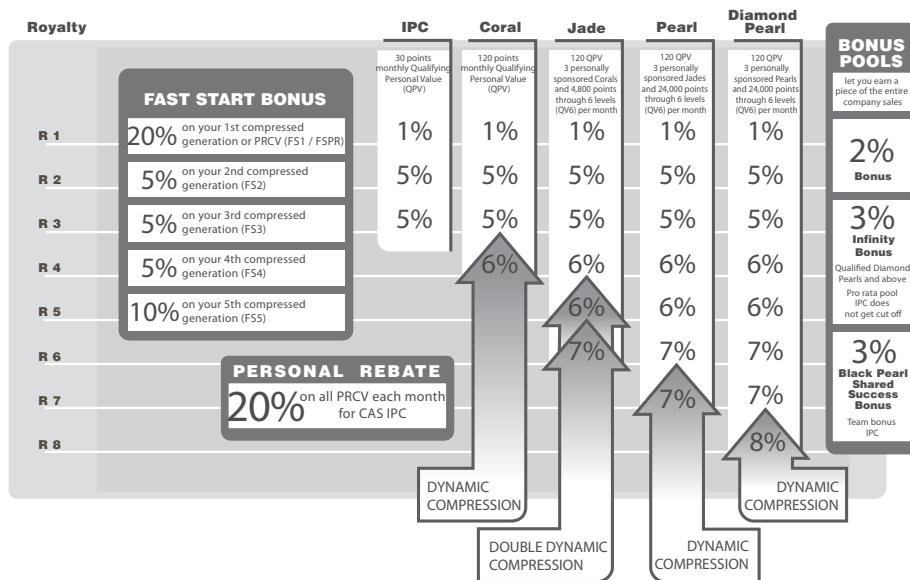 Royalty
IPC
Coral
Jade
Pearl
Diamond
Pearl
30 points
monthly Qualifying
Personal Value
(QPV)
120 points
monthly Qualifying
Personal Value
(QPV)
120 QPV
3 personally
sponsored Corals
and 4,800 points
through 6 levels
(QV6) per month
120 QPV
3 personally
sponsored Jades
and 24,000 points
through 6 levels
(QV6) per month
120 QPV
3 personally
sponsored Pearls
and 24,000 points
through 6 levels
(QV6) per month
R 1
1% 1% 1% 1% 1%
R 2
5% 5% 5% 5% 5%
R 3
5% 5% 5% 5% 5%
R 4
6% 6% 6% 6%
R 5
6% 6% 6%
R 6
7% 7% 7%
R 7
7% 7%
R 8
8%
FAST START BONUS
20% on your 1st compressed
generation or PRCV (FS1 / FSPR)
5% on your 2nd compressed
generation (FS2)
5% on your 3rd compressed
generation (FS3)
5% on your 4th compressed
generation (FS4)
10% on your 5th compressed
generation (FS5)
PERSONAL REBATE
20% on all PRCV each month
for CAS IPC
DYNAMIC
COMPRESSION
DOUBLE DYNAMIC
COMPRESSION
DYNAMIC
COMPRESSION
DYNAMIC
COMPRESSION
BONUS
POOLS
let you earn a
piece of the entire
company sales
2%
Bonus
3%
Infinity
Bonus
Qualified Diamond
Pearls and above
Pro rata pool
IPC does
not get cut off
3%
Black Pearl
Shared
Success
Bonus
Team bonus
IPC